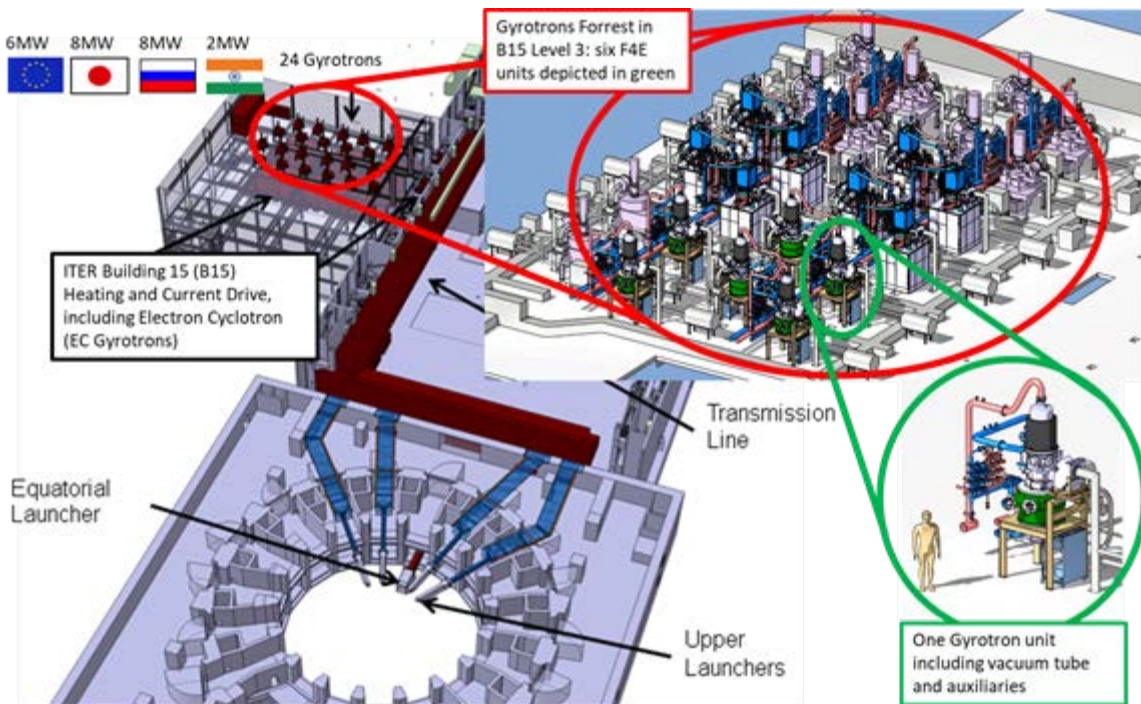 6MW 8MW 8MW 2MW
24 Gyrotrons
Gyrotrons Forrest in
B15 Level 3: six F4E
units depicted in green
ITER Building 15 (B15)
Heating and Current Drive,
including Electron Cyclotron
(EC Gyrotrons)
Transmission
Line
Equatorial
Launcher
Upper
Launchers
One Gyrotron unit
including vacuum tube
and auxiliaries